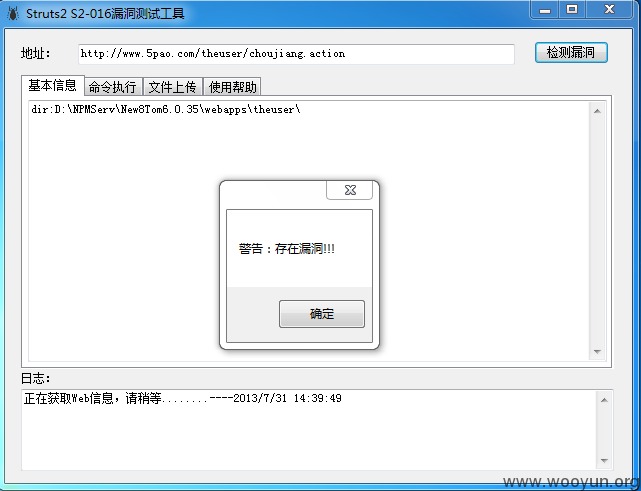 Struts2 S2-016漏洞测试工具
地址： http://www.5pao.com/theuser/choujiang.action 检测漏洞
基本信息 命令执行 文件上传 使用帮助
dir:D:\NPMServ\New8Tom6.0.35\webapps\theuser\
警告：存在漏洞!!!
确定
日志：
正在获取Web信息，请稍等........----2013/7/31 14:39:49
www.wooyun.org